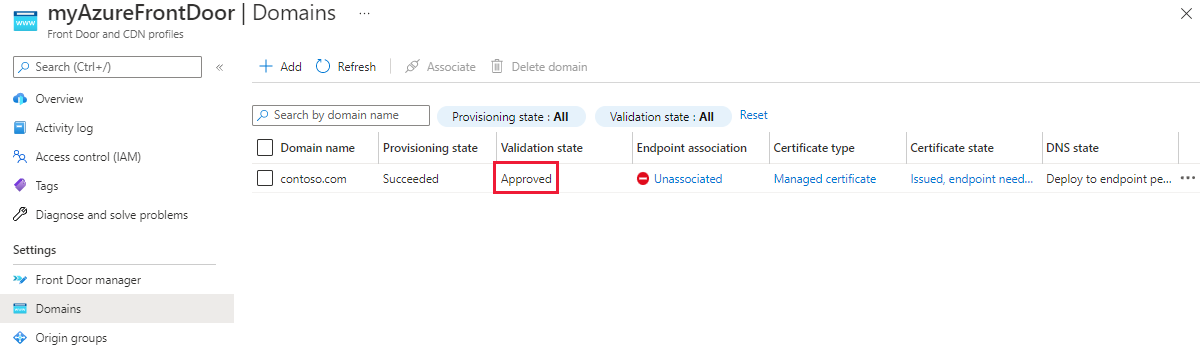 myAzureFrontDoor | Domains ...
Front Door and CDN profiles
Search (Ctrl+/) «
Overview
Activity log
Access control (IAM)
Tags
Diagnose and solve problems
Settings
Front Door manager
Domains
Origin groups
Add Refresh Associate Delete domain
Search by domain name Provisioning state : All Validation state : All Reset
Domain name Provisioning state Validation state Endpoint association Certificate type Certificate state DNS state
contoso.com Succeeded Approved Unassociated Managed certificate Issued, endpoint need... Deploy to endpoint pe... ...